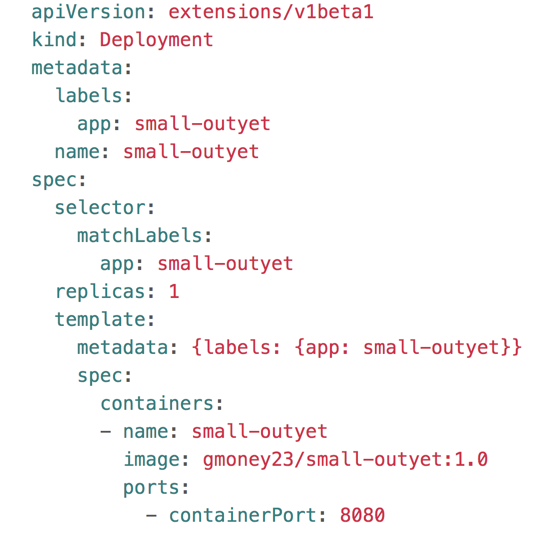 apiVersion: extensions/v1beta1
kind: Deployment
metadata:
  labels:
    app: small-outyet
  name: small-outyet
spec:
  selector:
    matchLabels:
      app: small-outyet
  replicas: 1
  template:
    metadata: {labels: {app: small-outyet}}
    spec:
      containers:
      - name: small-outyet
        image: gmoney23/small-outyet:1.0
        ports:
          - containerPort: 8080